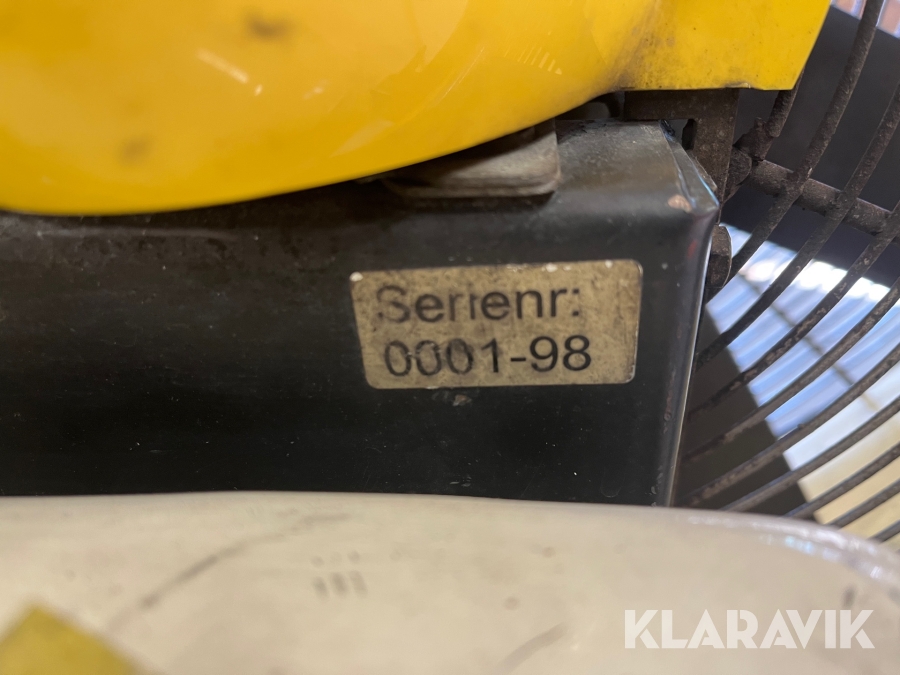 Serienr:
0001-98
KLARAVIK